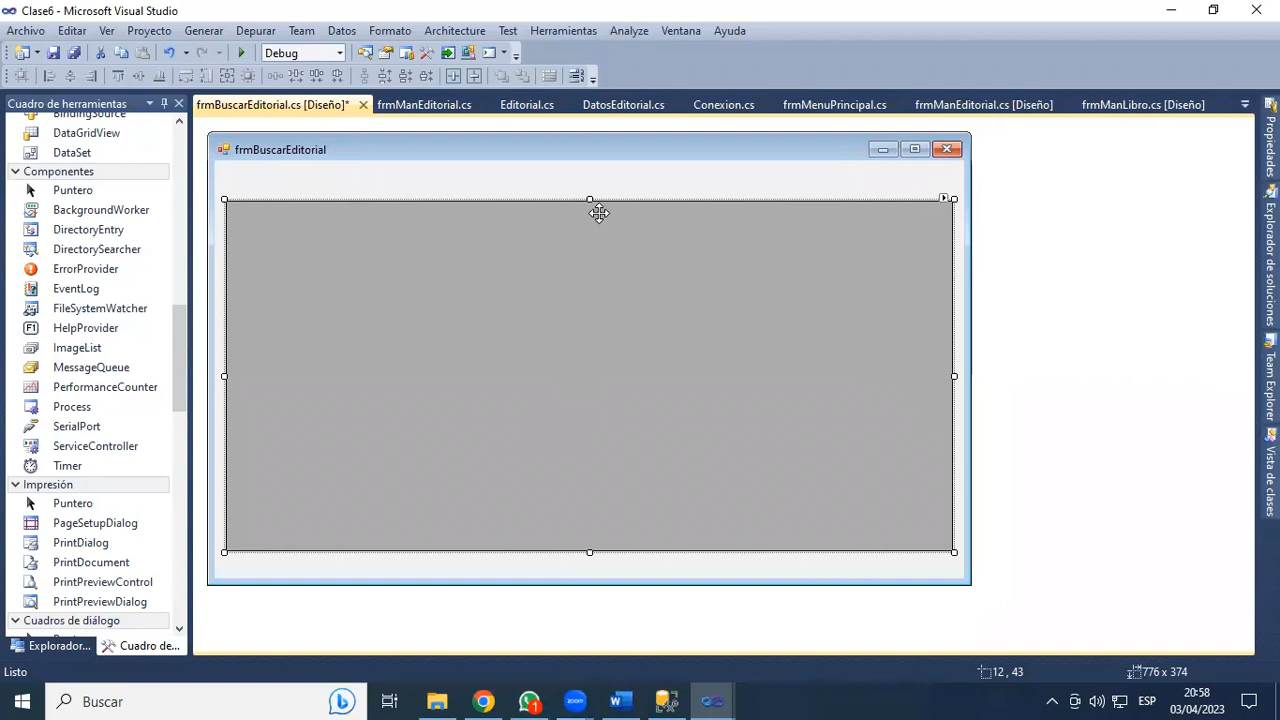 Clase6 - Microsoft Visual Studio
Archivo Editar Ver Proyecto Generar Depurar Team Datos Formato Architecture Test Herramientas Analyze Ventana Ayuda
Debug
Cuadro de herramientas
frmBuscarEditorial.cs [Diseño]* frmManEditorial.cs Editorial.cs DatosEditorial.cs Conexion.cs frmMenuPrincipal.cs frmManEditorial.cs [Diseño] frmManLibro.cs [Diseño]
BindingSource
DataGridView
DataSet
Componentes
Puntero
BackgroundWorker
DirectoryEntry
DirectorySearcher
ErrorProvider
EventLog
FileSystemWatcher
HelpProvider
ImageList
MessageQueue
PerformanceCounter
Process
SerialPort
ServiceController
Timer
Impresión
Puntero
PageSetupDialog
PrintDialog
PrintDocument
PrintPreviewControl
PrintPreviewDialog
Cuadros de diálogo
Explorador... Cuadro de...
frmBuscarEditorial
Propiedades
Explorador de soluciones
Team Explorer
Vista de clases
Listo
12 , 43
776 x 374
Buscar
ESP
20:58
03/04/2023